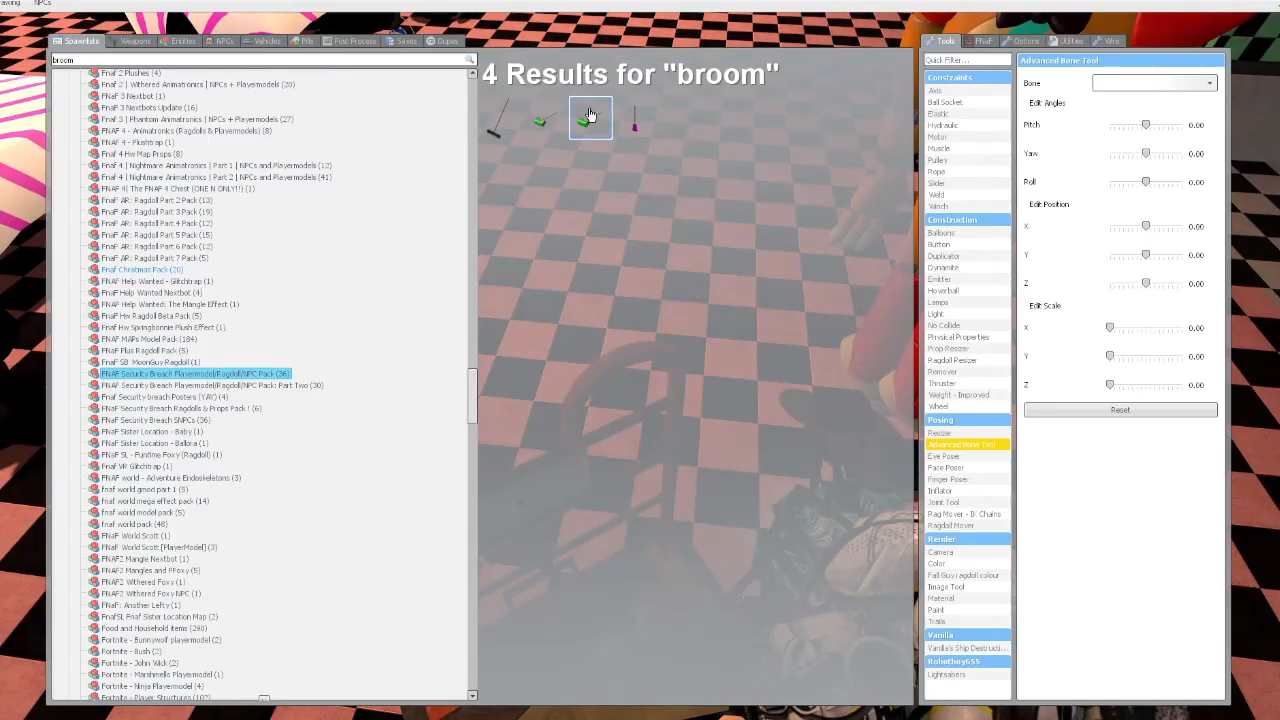 rawing NPCs
Spawnlists Weapons Entities NPCs Vehicles Pills Post Process Saves Dupes
broom
4 Results for "broom"
Fnaf 2 Plushes (4)
Fnaf 2 | Withered Animatronics | NPCs + Playermodels (20)
FNAF 3 Nextbot (1)
FNAF 3 Nextbots Update (16)
Fnaf 3 | Phantom Animatronics | NPCs + Playermodels (27)
FNAF 4 - Animatronics (Ragdolls & Playermodels) (8)
FNAF 4 - Plushtrap (1)
Fnaf 4 Hw Map Props (8)
Fnaf 4 | Nightmare Animatronics | Part 1 | NPCs and Playermodels (12)
Fnaf 4 | Nightmare Animatronics | Part 2 | NPCs and Playermodels (41)
FNAF 4| The FNAF 4 Chest (ONE N ONLY!!) (1)
FnaF AR: Ragdoll Part 2 Pack (13)
FnaF AR: Ragdoll Part 3 Pack (19)
FnaF AR: Ragdoll Part 4 Pack (12)
FnaF AR: Ragdoll Part 5 Pack (15)
FnaF AR: Ragdoll Part 6 Pack (12)
FnaF AR: Ragdoll Part 7 Pack (5)
Fnaf Christmas Pack (20)
FNAF Help Wanted - Glitchtrap (1)
FnaF Help Wanted Nextbot (4)
FNAF Help Wanted: The Mangle Effect (1)
Fnaf Hw Ragdoll Beta Pack (5)
Fnaf Hw Springbonnie Plush Effect (1)
FNAF MAPs Model Pack (184)
FnaF Plus Ragdoll Pack (5)
FnaF SB MoonGuy Ragdoll (1)
FNAF Security Breach Playermodel/Ragdoll/NPC Pack (36)
FNAF Security Breach Playermodel/Ragdoll/NPC Pack: Part Two (30)
Fnaf Security breach Posters (YAY) (4)
FNAF Security Breach Ragdolls & Props Pack ! (6)
FNaF Security Breach SNPCs (36)
FNaF Sister Location - Baby (1)
FNaF Sister Location - Ballora (1)
FNaF SL - Funtime Foxy (Ragdoll) (1)
Fnaf VR Glitchtrap (1)
FNaF world - Adventure Endoskeletons (3)
fnaf world gmod part 1 (5)
fnaf world mega effect pack (14)
fnaf world model pack (5)
fnaf world pack (48)
FNaF World Scott (1)
FNaF World Scott [PlayerModel] (3)
FNAF2 Mangle Nextbot (1)
FNAF2 Mangles and PFoxy (5)
FNAF2 Withered Foxy (1)
FNAF2 Withered Foxy NPC (1)
FNaF: Another Lefty (1)
FnafSL Fnaf Sister Location Map (2)
Food and Household items (290)
Fortnite - Bunnywolf playermodel (2)
Fortnite - Bush (2)
Fortnite - John Wick (2)
Fortnite - Marshmello Playermodel (1)
Fortnite - Ninja Playermodel (4)
Fortnite - Player Structures (102)
Tools FNaF Options Utilities Wire
Quick Filter...
Constraints
Axis
Ball Socket
Elastic
Hydraulic
Motor
Muscle
Pulley
Rope
Slider
Weld
Winch
Construction
Balloons
Button
Duplicator
Dynamite
Emitter
Hoverball
Lamps
Light
No Collide
Physical Properties
Prop Resizer
Ragdoll Resizer
Remover
Thruster
Weight - Improved
Wheel
Posing
Resizer
Advanced Bone Tool
Eye Poser
Face Poser
Finger Poser
Inflator
Joint Tool
Rag Mover - IK Chains
Ragdoll Mover
Render
Camera
Color
Fall Guy ragdoll colour
Image Tool
Material
Paint
Trails
Vanilla
Vanilla's Ship Destructi...
Robotboy655
Lightsabers
Advanced Bone Tool
Bone
Edit Angles
Pitch 0.00
Yaw 0.00
Roll 0.00
Edit Position
X 0.00
Y 0.00
Z 0.00
Edit Scale
X 0.00
Y 0.00
Z 0.00
Reset